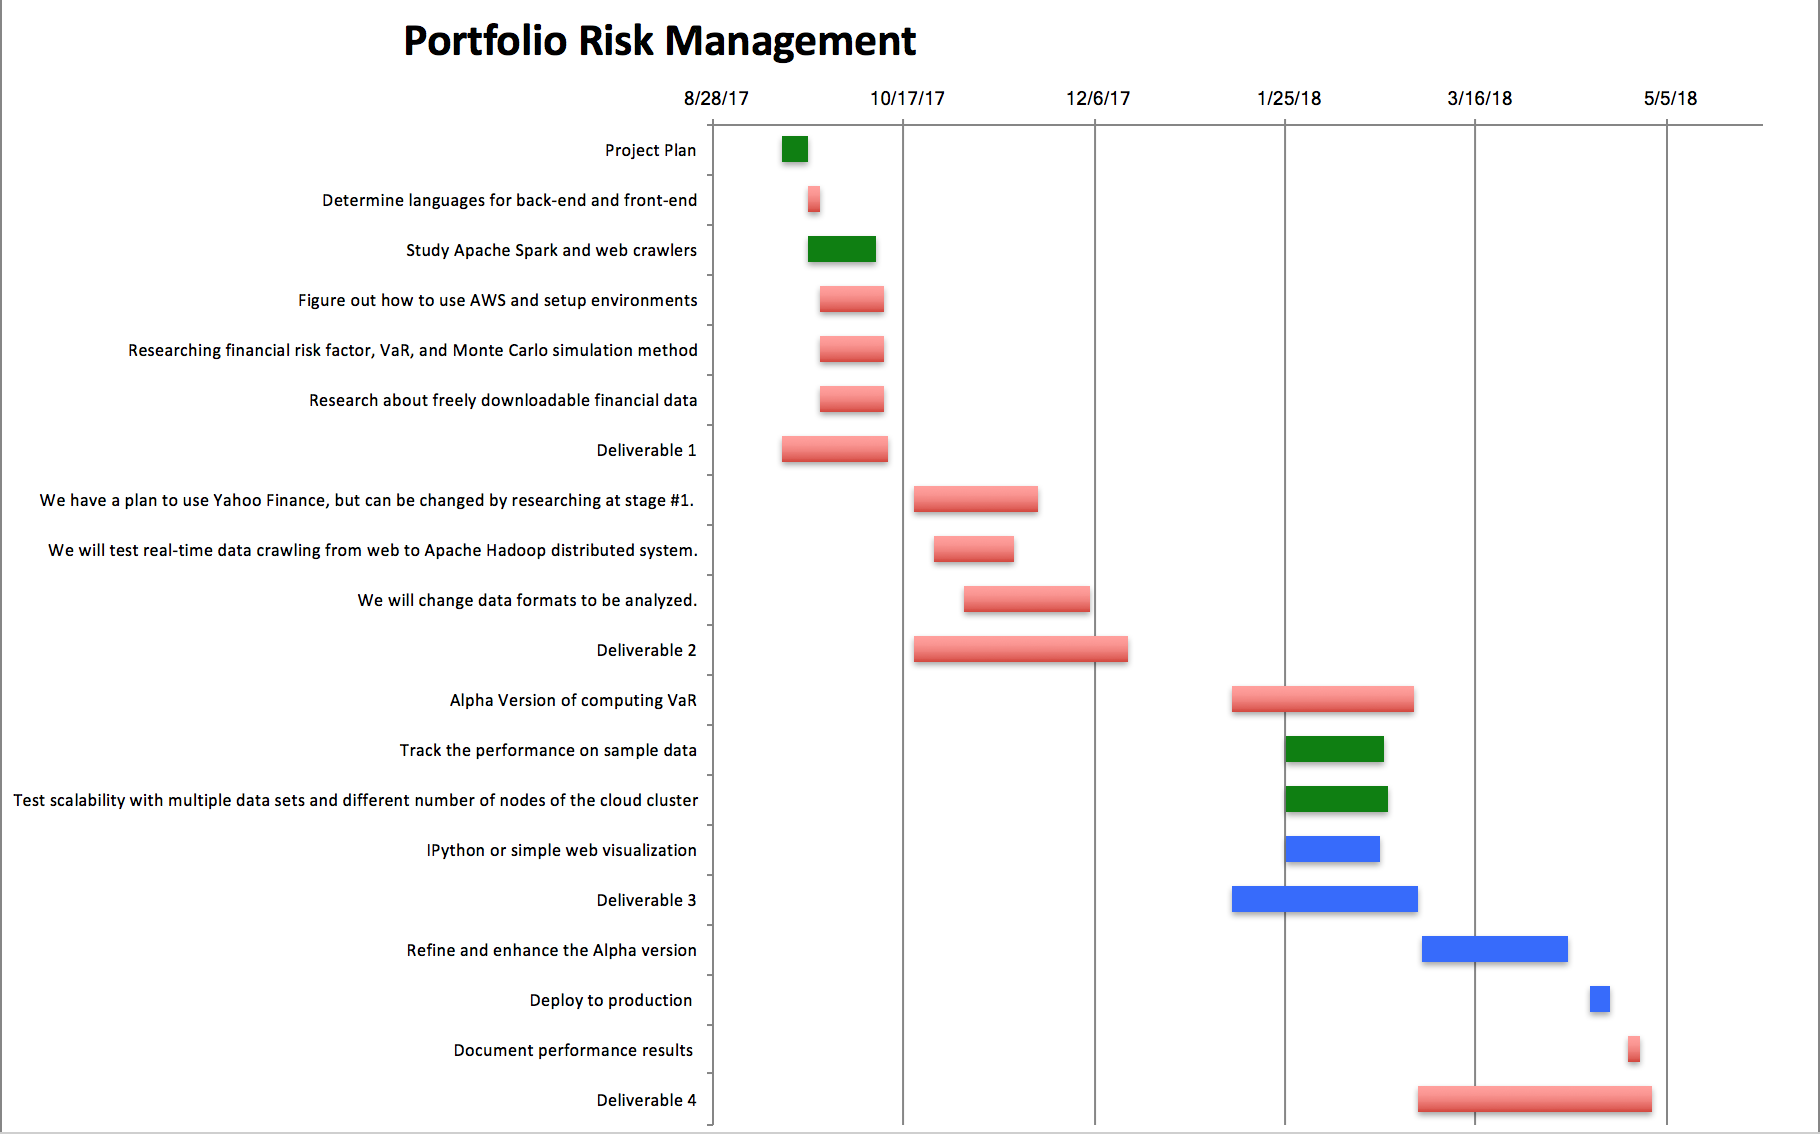 Portfolio Risk Management
8/28/17 10/17/17 12/6/17 1/25/18 3/16/18 5/5/18
Project Plan
Determine languages for back-end and front-end
Study Apache Spark and web crawlers
Figure out how to use AWS and setup environments
Researching financial risk factor, VaR, and Monte Carlo simulation method
Research about freely downloadable financial data
Deliverable 1
We have a plan to use Yahoo Finance, but can be changed by researching at stage #1.
We will test real-time data crawling from web to Apache Hadoop distributed system.
We will change data formats to be analyzed.
Deliverable 2
Alpha Version of computing VaR
Track the performance on sample data
Test scalability with multiple data sets and different number of nodes of the cloud cluster
IPython or simple web visualization
Deliverable 3
Refine and enhance the Alpha version
Deploy to production
Document performance results
Deliverable 4